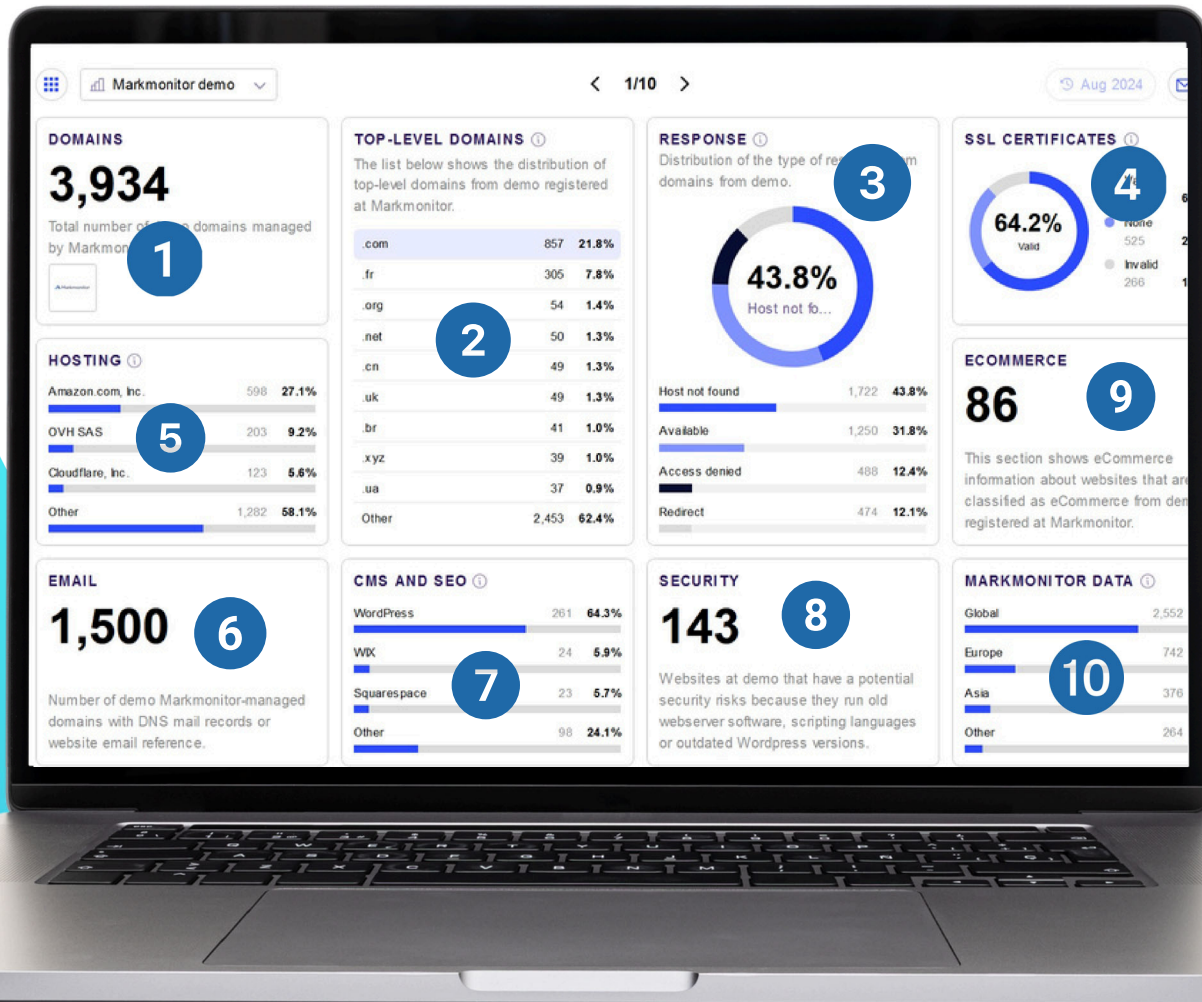 Markmonitor demo
1/10
Aug 2024
DOMAINS
3,934
Total number of domains managed
by
1
Markmonitor
TOP-LEVEL DOMAINS
The list below shows the distribution of
top-level domains from demo registered
at Markmonitor.
.com 857 21.8%
.fr 305 7.8%
.org 54 1.4%
.net 50 1.3%
.cn 49 1.3%
.uk 49 1.3%
.br 41 1.0%
.xyz 39 1.0%
.ua 37 0.9%
Other 2,453 62.4%
2
RESPONSE
Distribution of the type of
domains from demo.
3
43.8%
Host not fo...
Host not found 1,722 43.8%
Available 1,250 31.8%
Access denied 488 12.4%
Redirect 474 12.1%
SSL CERTIFICATES
4
64.2%
Valid
6
None
525 2
Invalid
266 1
HOSTING
Amazon.com, Inc. 598 27.1%
OVH SAS 203 9.2%
Cloudflare, Inc. 123 5.6%
Other 1,282 58.1%
5
ECOMMERCE
86
9
This section shows eCommerce
information about websites that are
classified as eCommerce from
registered at Markmonitor.
EMAIL
1,500
6
Number of demo Markmonitor-managed
domains with DNS mail records or
website email reference.
CMS AND SEO
WordPress 261 64.3%
WIX 24 5.9%
Squarespace 23 5.7%
Other 98 24.1%
7
SECURITY
143
8
Websites at demo that have a potential
security risks because they run old
webserver software, scripting languages
or outdated Wordpress versions.
MARKMONITOR DATA
Global 2,552
Europe 742
Asia 376
Other 264
10